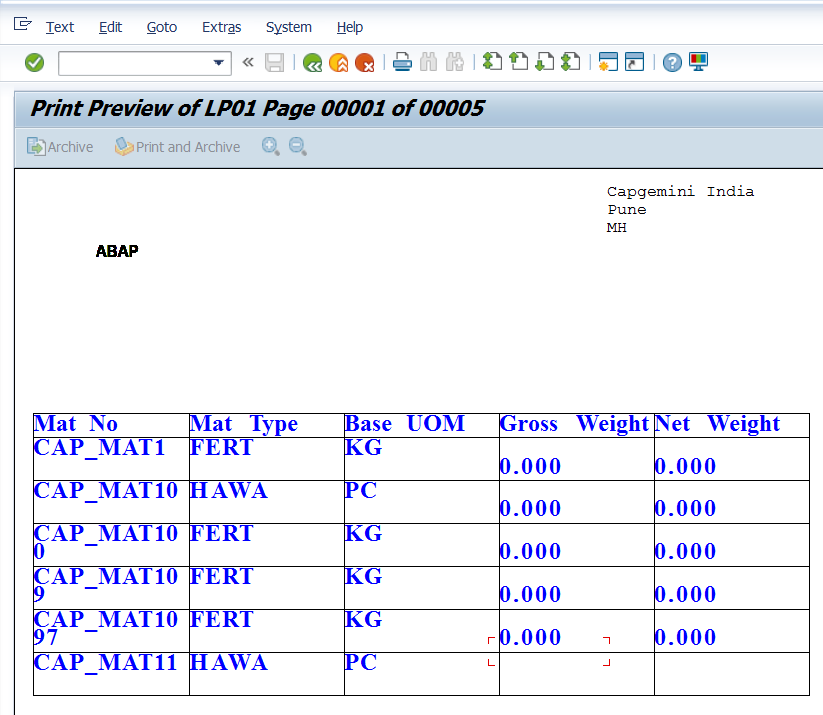 Text Edit Goto Extras System Help
Print Preview of LP01 Page 00001 of 00005
Archive Print and Archive
Capgemini India
Pune
MH
ABAP
Mat No Mat Type Base UOM Gross Weight Net Weight
CAP_MAT1 FERT KG
0.000 0.000
CAP_MAT10 HAWA PC
0.000 0.000
CAP_MAT10 FERT KG
0 0.000 0.000
CAP_MAT10 FERT KG
9 0.000 0.000
CAP_MAT10 FERT KG
97 0.000 0.000
CAP_MAT11 HAWA PC